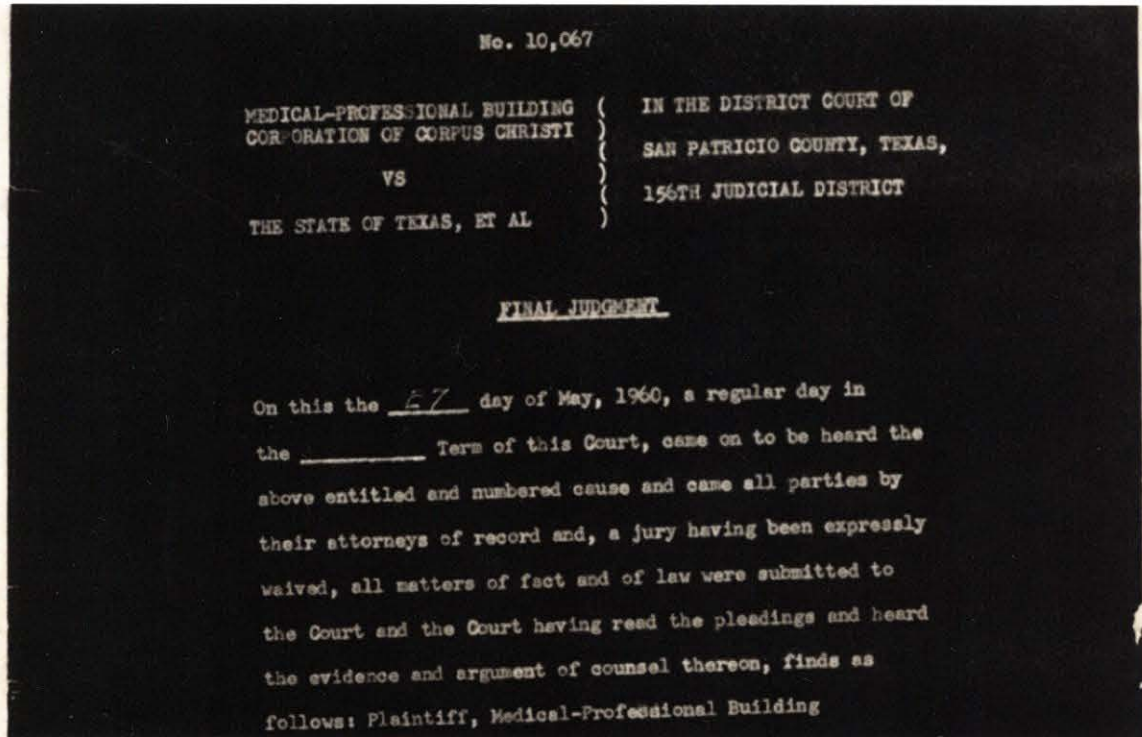 No. 10,067
MEDICAL-PROFESSIONAL BUILDING ( IN THE DISTRICT COURT OF
CORPORATION OF CORPUS CHRISTI )
( SAN PATRICIO COUNTY, TEXAS,
VS )
( 156TH JUDICIAL DISTRICT
THE STATE OF TEXAS, ET AL )
FINAL JUDGMENT
On this the 27 day of May, 1960, a regular day in
the __________ Term of this Court, came on to be heard the
above entitled and numbered cause and came all parties by
their attorneys of record and, a jury having been expressly
waived, all matters of fact and of law were submitted to
the Court and the Court having read the pleadings and heard
the evidence and argument of counsel thereon, finds as
follows: Plaintiff, Medical-Professional Building